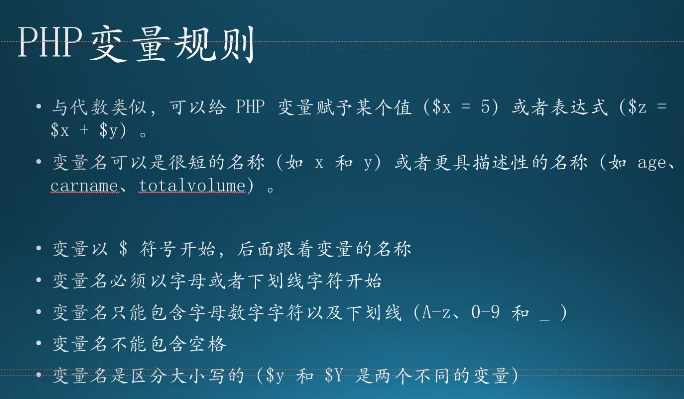 PHP变量规则
• 与代数类似，可以给 PHP 变量赋予某个值 ($x = 5) 或者表达式 ($z =
$x + $y) 。
• 变量名可以是很短的名称 (如 x 和 y) 或者更具描述性的名称 (如 age、
carname、totalvolume) 。
• 变量以 $ 符号开始，后面跟着变量的名称
• 变量名必须以字母或者下划线字符开始
• 变量名只能包含字母数字字符以及下划线 (A-z、0-9 和 _ )
• 变量名不能包含空格
• 变量名是区分大小写的 ($y 和 $Y 是两个不同的变量)